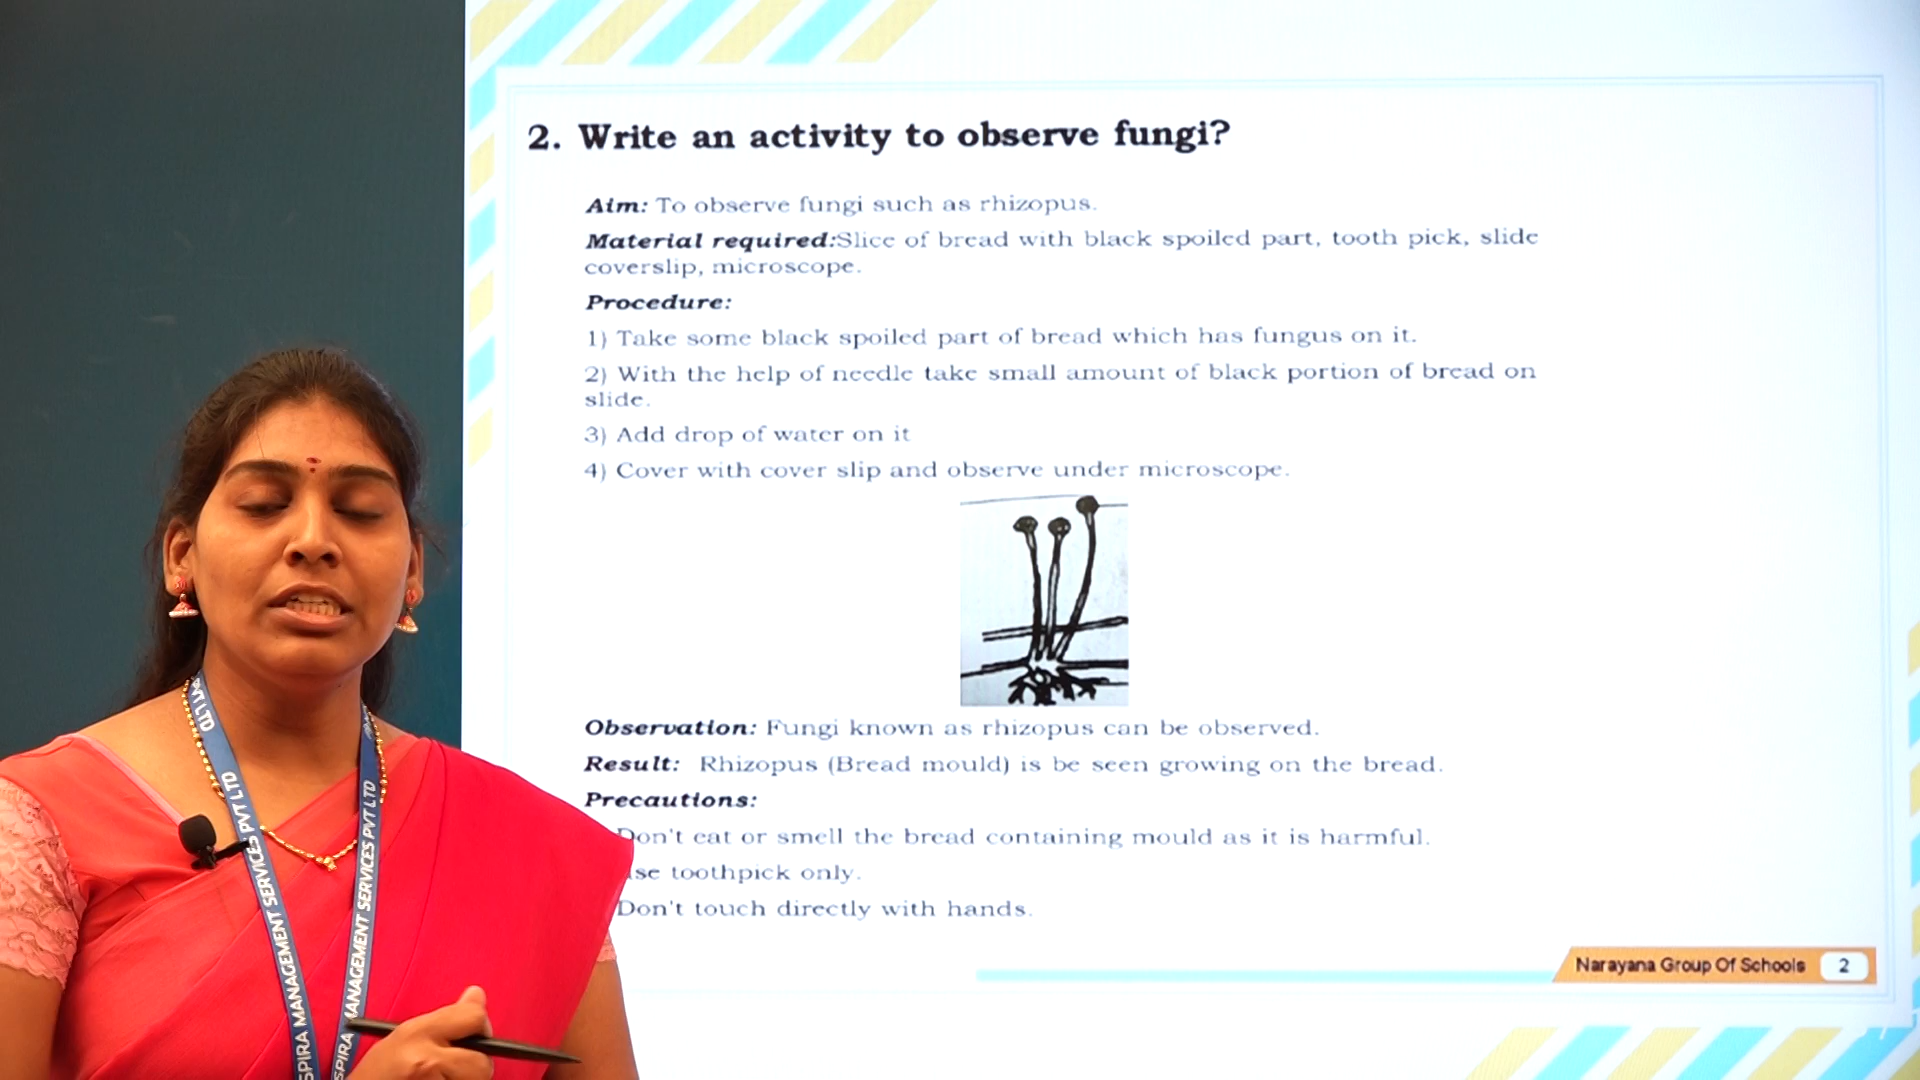 2. Write an activity to observe fungi?
Aim: To observe fungi such as rhizopus.
Material required:Slice of bread with black spoiled part, tooth pick, slide
coverslip, microscope.
Procedure:
1) Take some black spoiled part of bread which has fungus on it.
2) With the help of needle take small amount of black portion of bread on
slide.
3) Add drop of water on it
4) Cover with cover slip and observe under microscope.
Observation: Fungi known as rhizopus can be observed.
Result: Rhizopus (Bread mould) is be seen growing on the bread.
Precautions:
Don't eat or smell the bread containing mould as it is harmful.
se toothpick only.
Don't touch directly with hands.
Narayana Group Of Schools 2
SPIRA MANAGEMENT SERVICES PVT LTD
SPIRA MANAGEMENT SERVICES PVT LTD